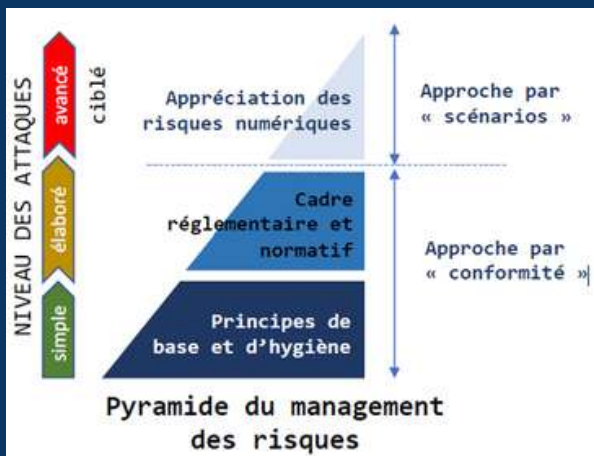 NIVEAU DES ATTAQUES
avancé
élaboré
simple
ciblé
Appréciation des
risques numériques
Cadre
réglementaire et
normatif
Principes de
base et d'hygiène
Approche par
« scénarios »
Approche par
« conformité »
Pyramide du management
des risques